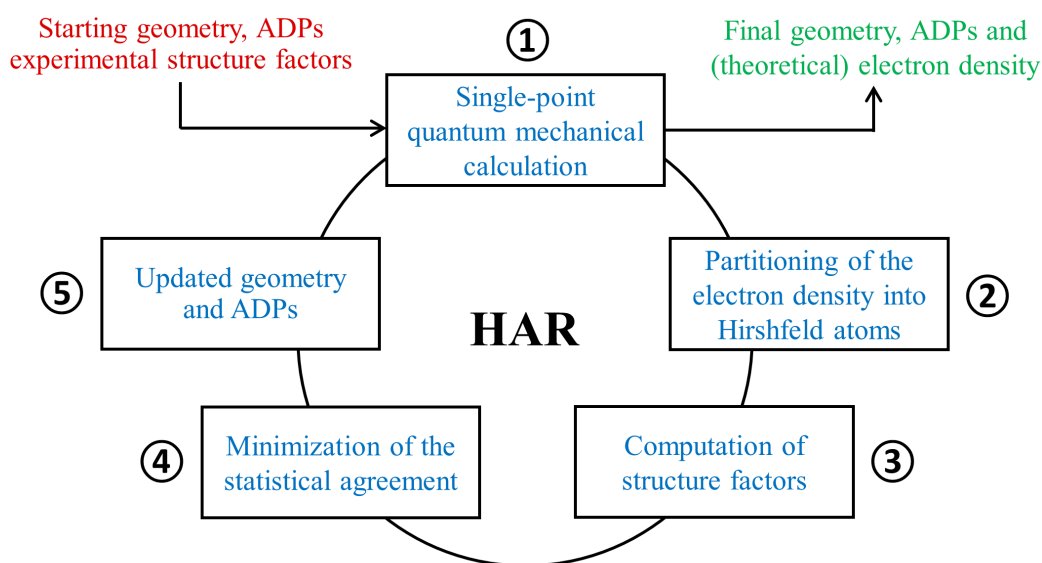 Starting geometry, ADPs
experimental structure factors
①
Final geometry, ADPs and
(theoretical) electron density
Single-point
quantum mechanical
calculation
Partitioning of the
electron density into
Hirshfeld atoms
②
Computation of
structure factors
③
Minimization of the
statistical agreement
④
Updated geometry
and ADPs
⑤
HAR